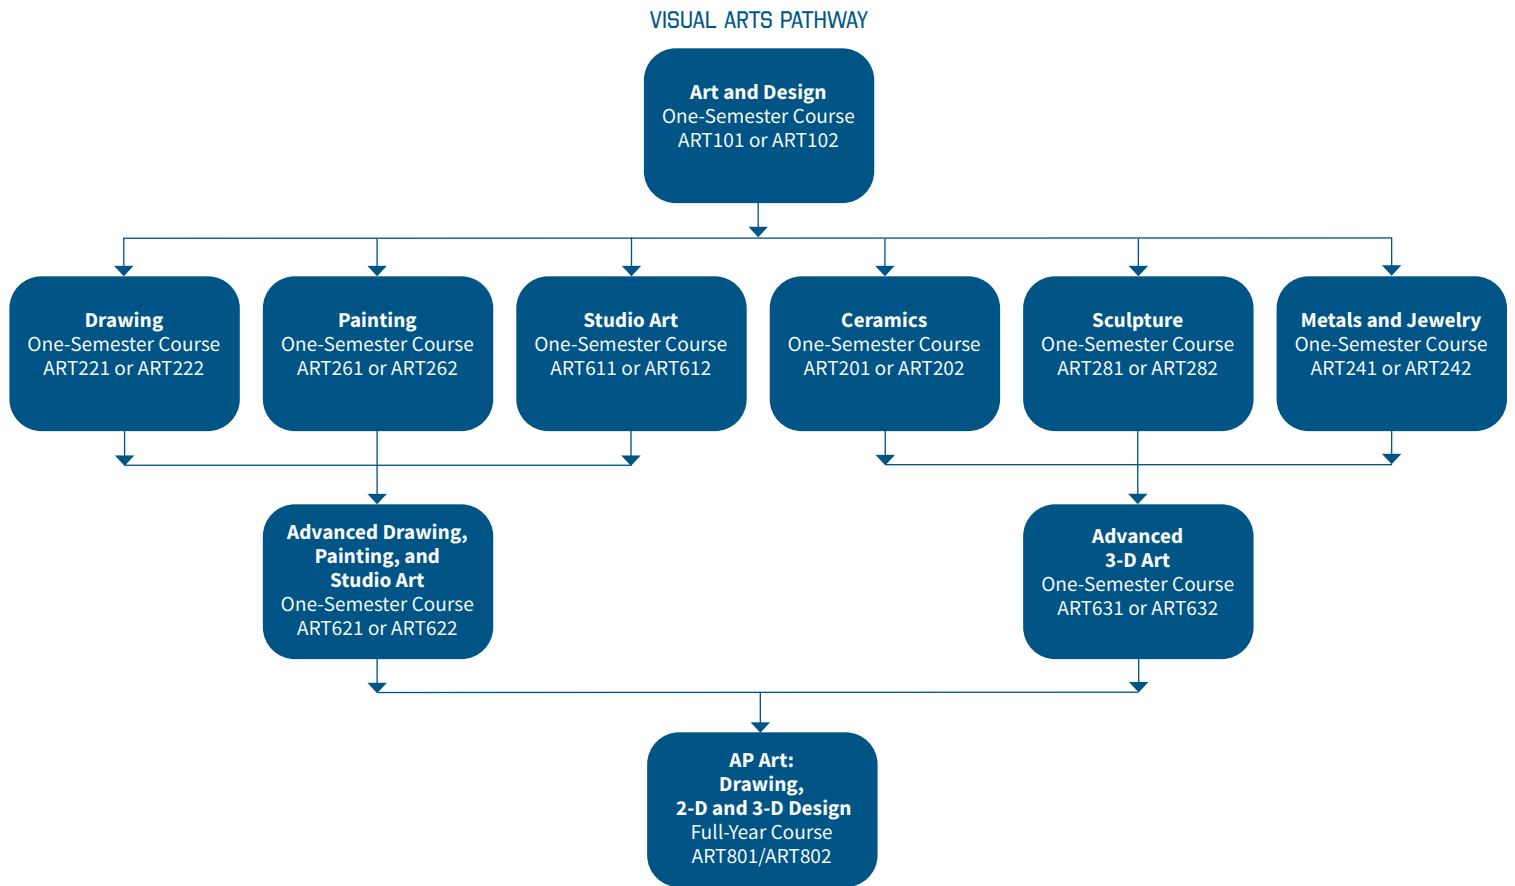 VISUAL ARTS PATHWAY
Art and Design
One-Semester Course
ART101 or ART102
Drawing
One-Semester Course
ART221 or ART222
Painting
One-Semester Course
ART261 or ART262
Studio Art
One-Semester Course
ART611 or ART612
Ceramics
One-Semester Course
ART201 or ART202
Sculpture
One-Semester Course
ART281 or ART282
Metals and Jewelry
One-Semester Course
ART241 or ART242
Advanced Drawing,
Painting, and
Studio Art
One-Semester Course
ART621 or ART622
Advanced
3-D Art
One-Semester Course
ART631 or ART632
AP Art:
Drawing,
2-D and 3-D Design
Full-Year Course
ART801/ART802